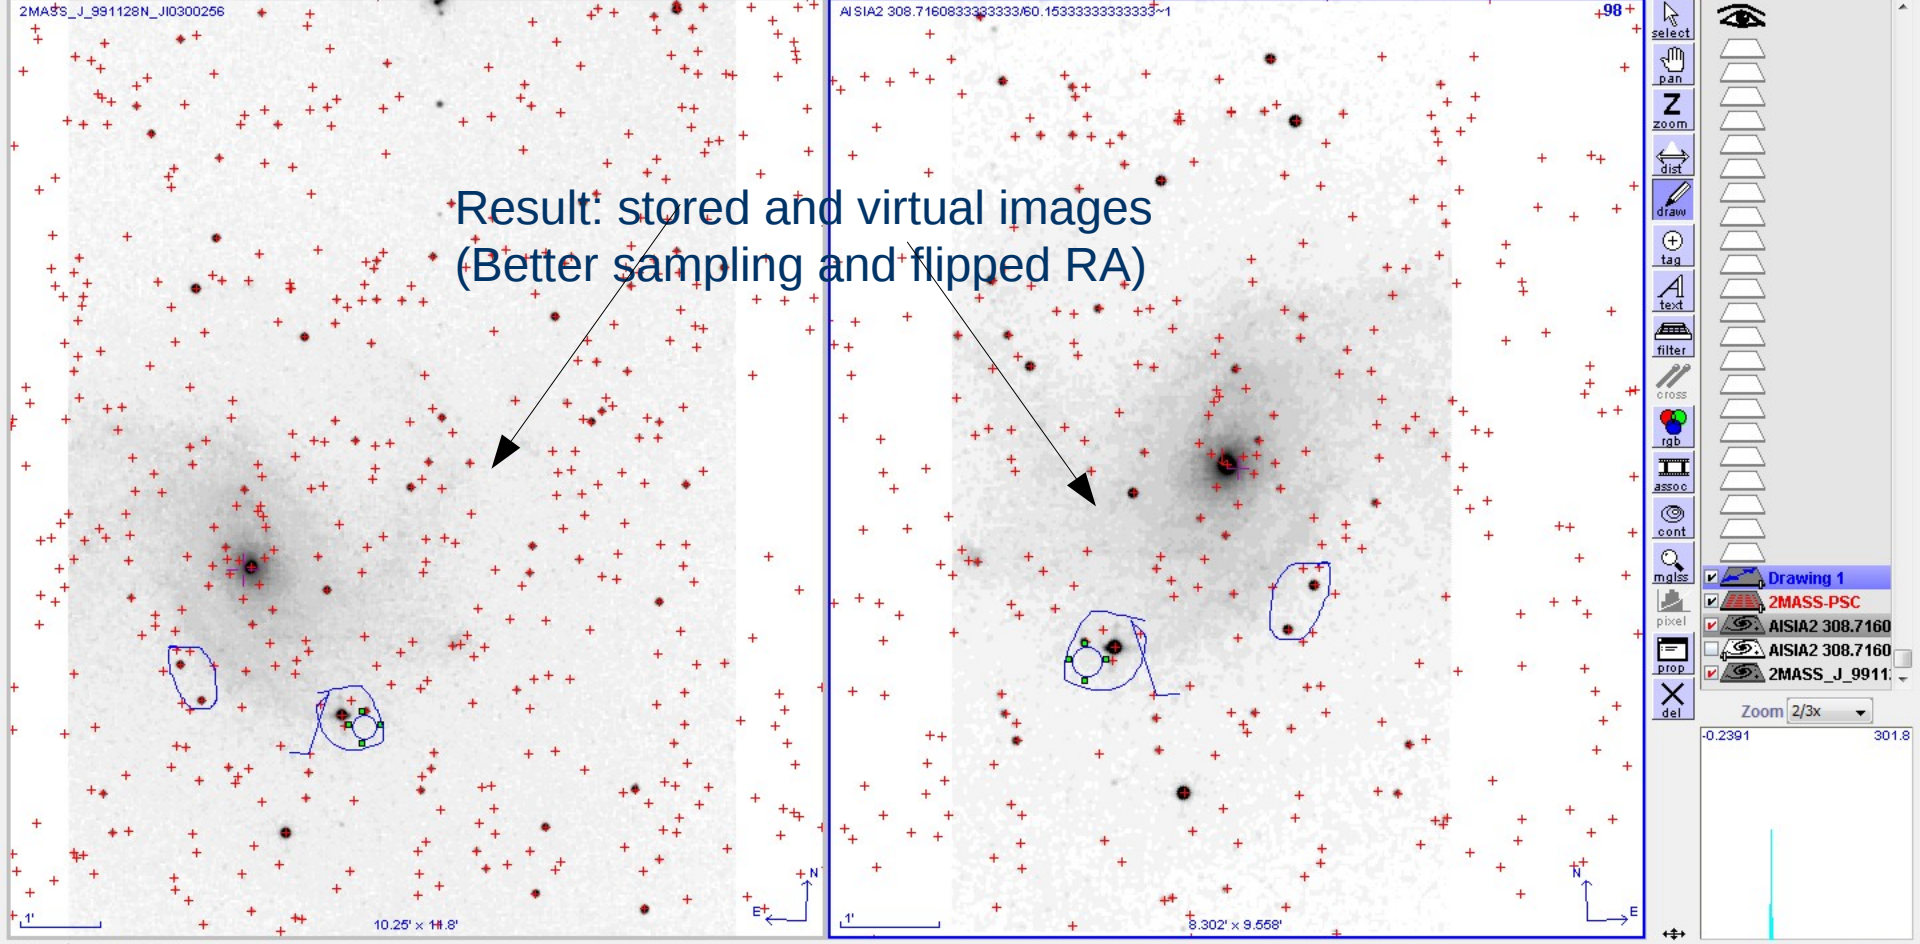 2MASS_J_991128N_JI0300256
AISIA2 308.7160833333333/60.15333333333333~1
98
Result: stored and virtual images
(Better sampling and flipped RA)
N
E
1'
10.25' x 11.8'
N
E
1'
8.302' x 9.558'
select
pan
Z
zoom
dist
draw
tag
A
text
filter
cross
rgb
assoc
cont
mglss
pixel
prop
del
Drawing 1
2MASS-PSC
AISIA2 308.7160
AISIA2 308.7160
2MASS_J_9911
Zoom 2/3x
-0.2391 301.8